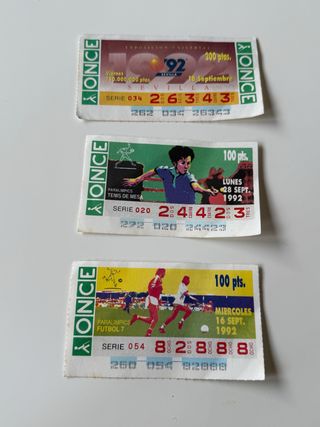 ONCE
EXPOSICION UNIVERSAL
1992
'92
SEVILLA
200 ptas.
Viernes
18 Septiembre
SEVILLA
SERIE 034 2 6 3 4 3
262 034 26343
ONCE
100 pts.
PARALIMPICS
TENIS DE MESA
LUNES
28 SEPT.
1992
SERIE 020 2 4 4 2 3
272 020 24423
ONCE
100 pts.
PARALIMPICS
FUTBOL 7
MIERCOLES
16 SEPT.
1992
SERIE 054 8 2 8 8 8
260 054 82888